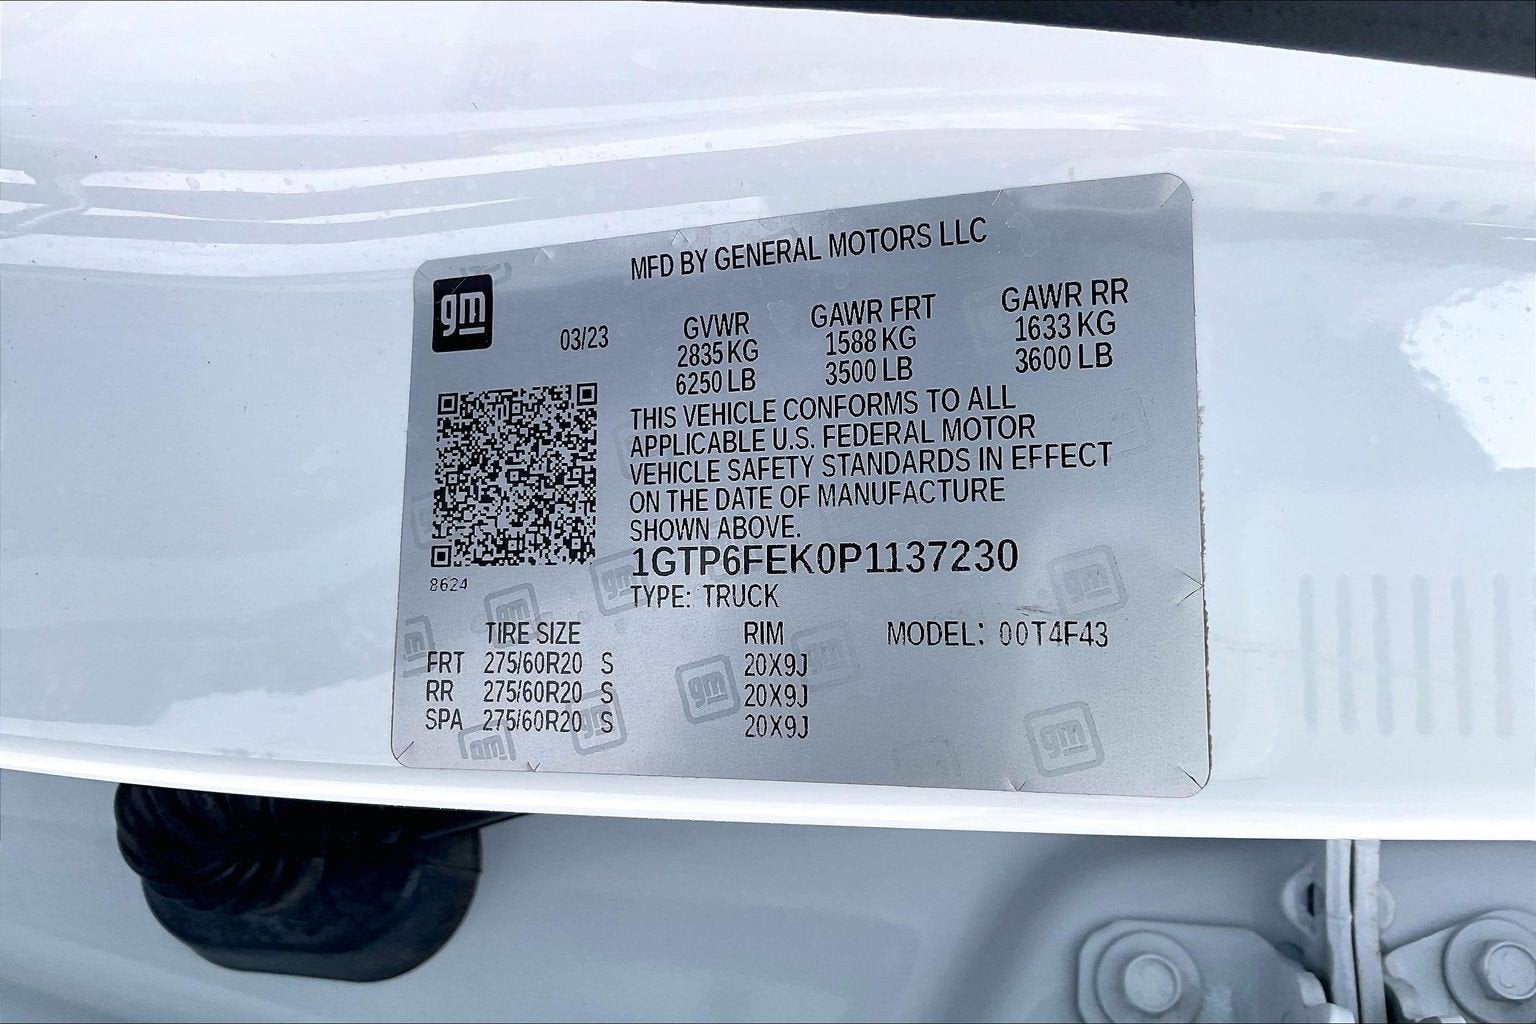 MFD BY GENERAL MOTORS LLC
gm
03/23
GVWR GAWR FRT GAWR RR
2835 KG 1588 KG 1633 KG
6250 LB 3500 LB 3600 LB
THIS VEHICLE CONFORMS TO ALL
APPLICABLE U.S. FEDERAL MOTOR
VEHICLE SAFETY STANDARDS IN EFFECT
ON THE DATE OF MANUFACTURE
SHOWN ABOVE.
1GTP6FEK0P1137230
8624
TYPE: TRUCK
TIRE SIZE RIM MODEL: 00T4F43
FRT 275/60R20 S 20X9J
RR 275/60R20 S 20X9J
SPA 275/60R20 S 20X9J